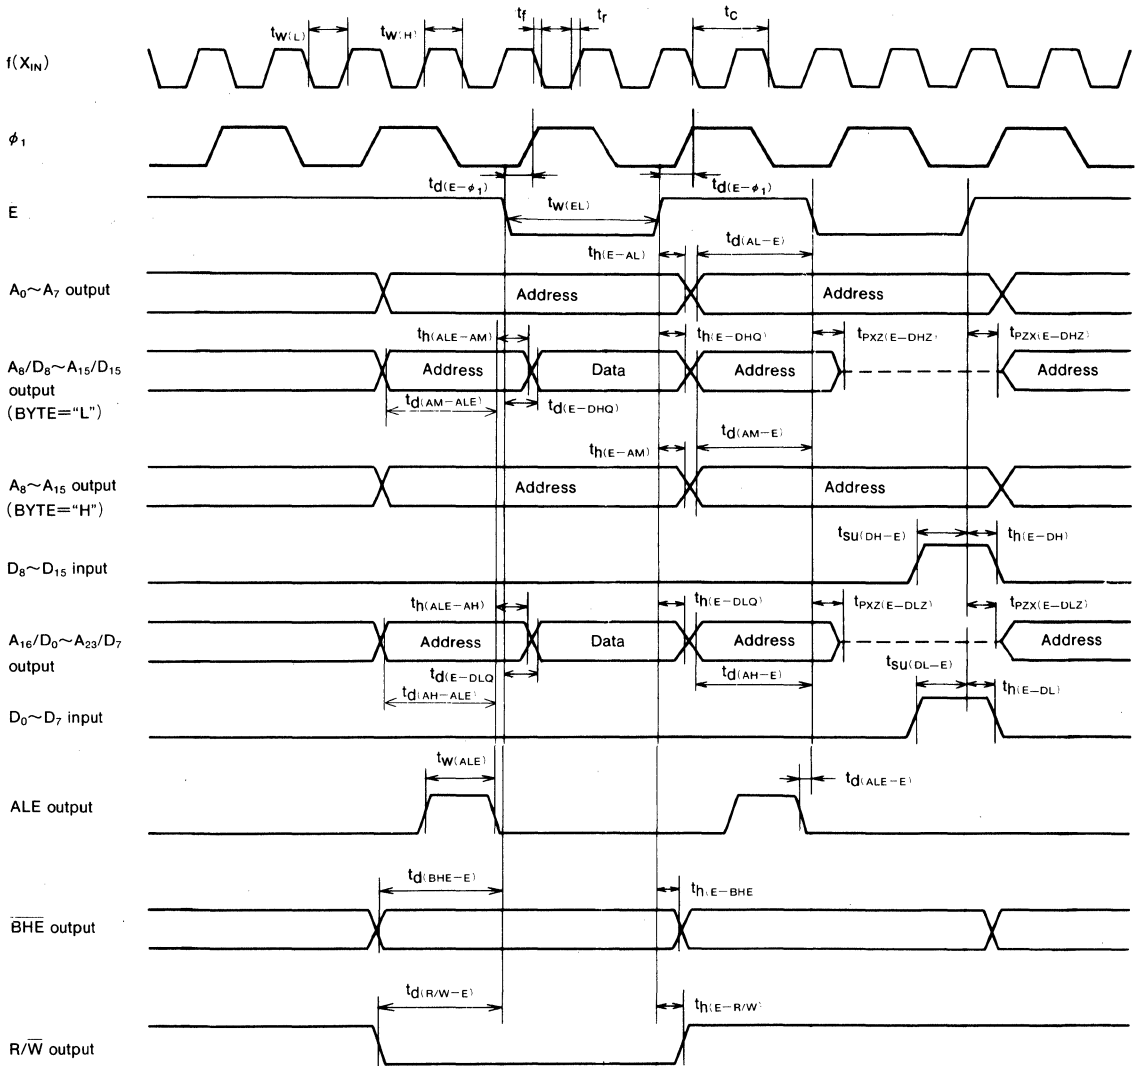 tf tr tC
tW(L) tW(H)
f(XIN)
φ1
td(E−φ1) td(E−φ1)
E tW(EL)
td(AL−E)
th(E−AL)
A0∼A7 output Address Address
th(ALE−AM) th(E−DHQ) tPXZ(E−DHZ) tPZX(E−DHZ)
A8/D8∼A15/D15 Address Data Address Address
output
(BYTE=“L”)
td(AM−ALE) td(E−DHQ)
td(AM−E)
th(E−AM)
A8∼A15 output Address Address
(BYTE=“H”)
tsu(DH−E) th(E−DH)
D8∼D15 input
th(ALE−AH) th(E−DLQ) tPXZ(E−DLZ) tPZX(E−DLZ)
A16/D0∼A23/D7 Address Data Address Address
output
tsu(DL−E)
td(E−DLQ td(AH−E)
td(AH−ALE) th(E−DL)
D0∼D7 input
tW(ALE)
td(ALE−E)
ALE output
td(BHE−E) th(E−BHE
BHE output
td(R/W−E) th(E−R/W)
R/W output